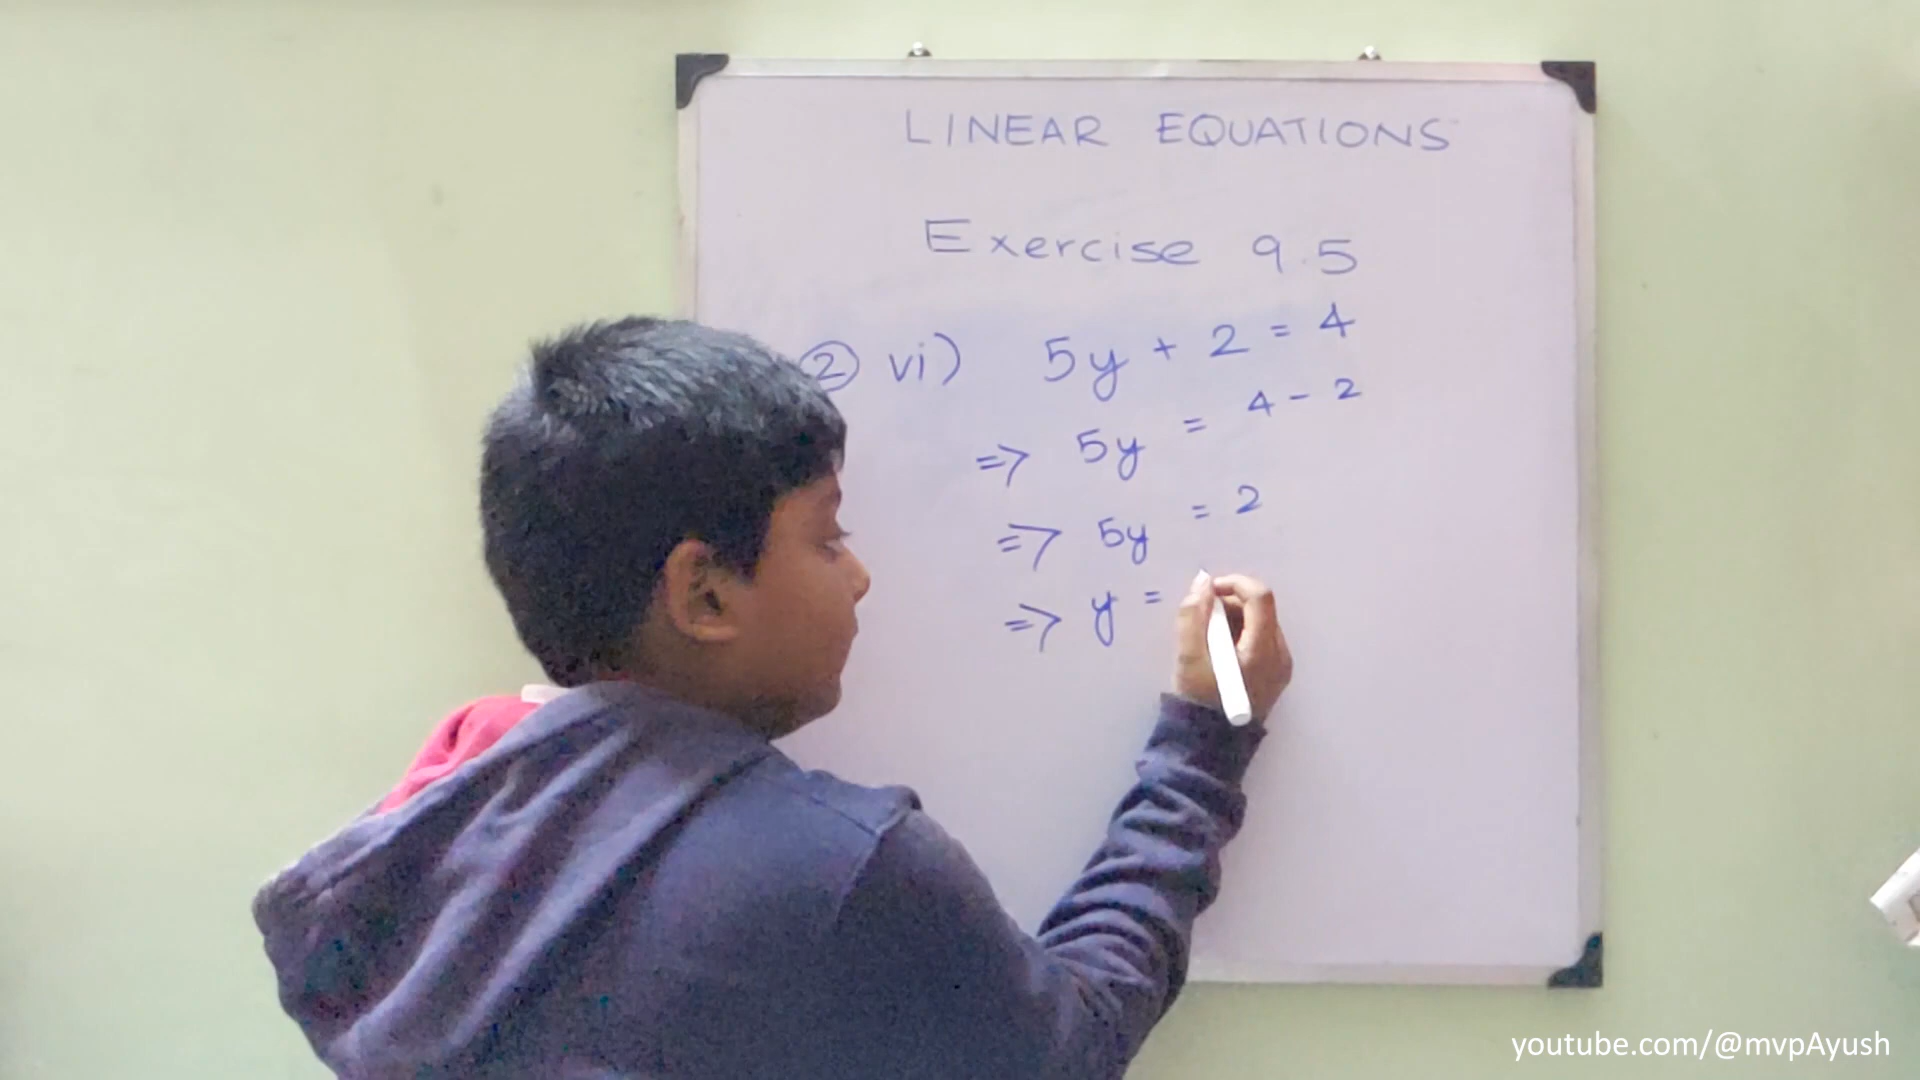 LINEAR EQUATIONS
Exercise 9.5
② vi) 5y + 2 = 4
=> 5y = 4 - 2
=> 5y = 2
=> y =
youtube.com/@mvpAyush